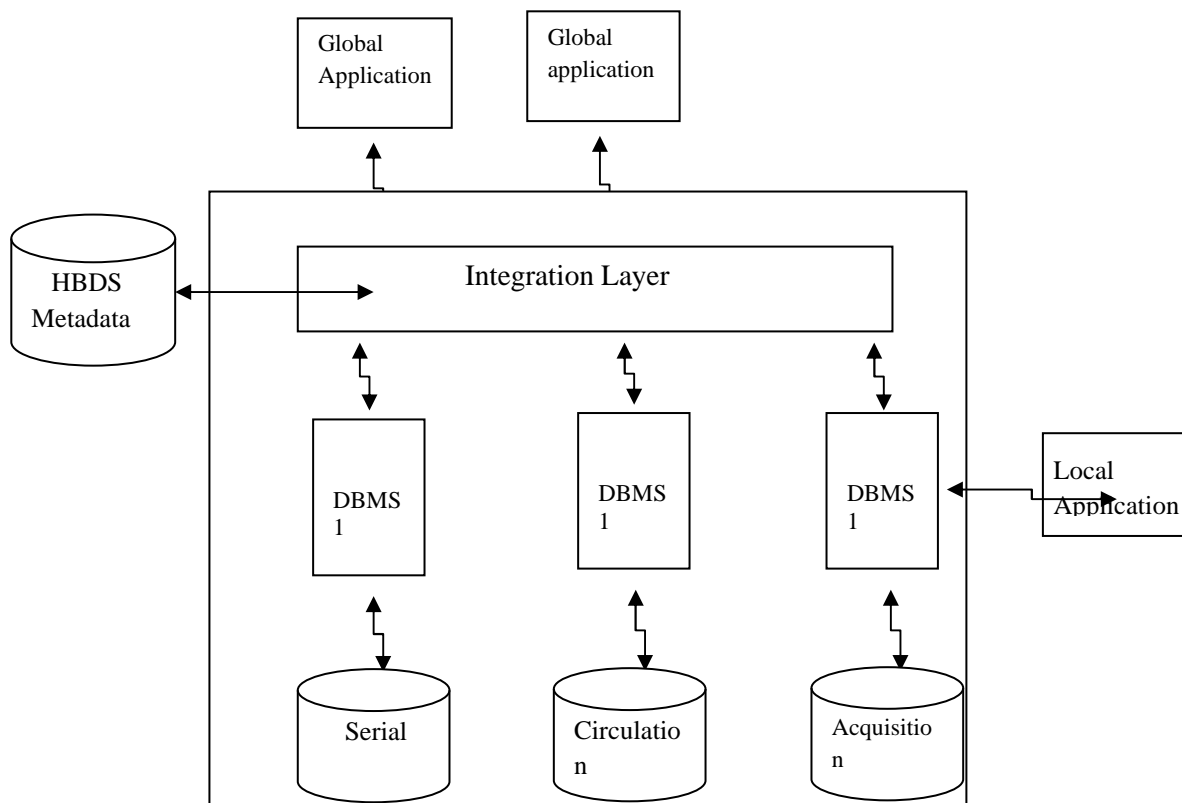 Global
Application
Global
application
HBDS
Metadata
Integration Layer
DBMS
1
DBMS
1
DBMS
1
Local
Application
Serial
Circulatio
n
Acquisitio
n